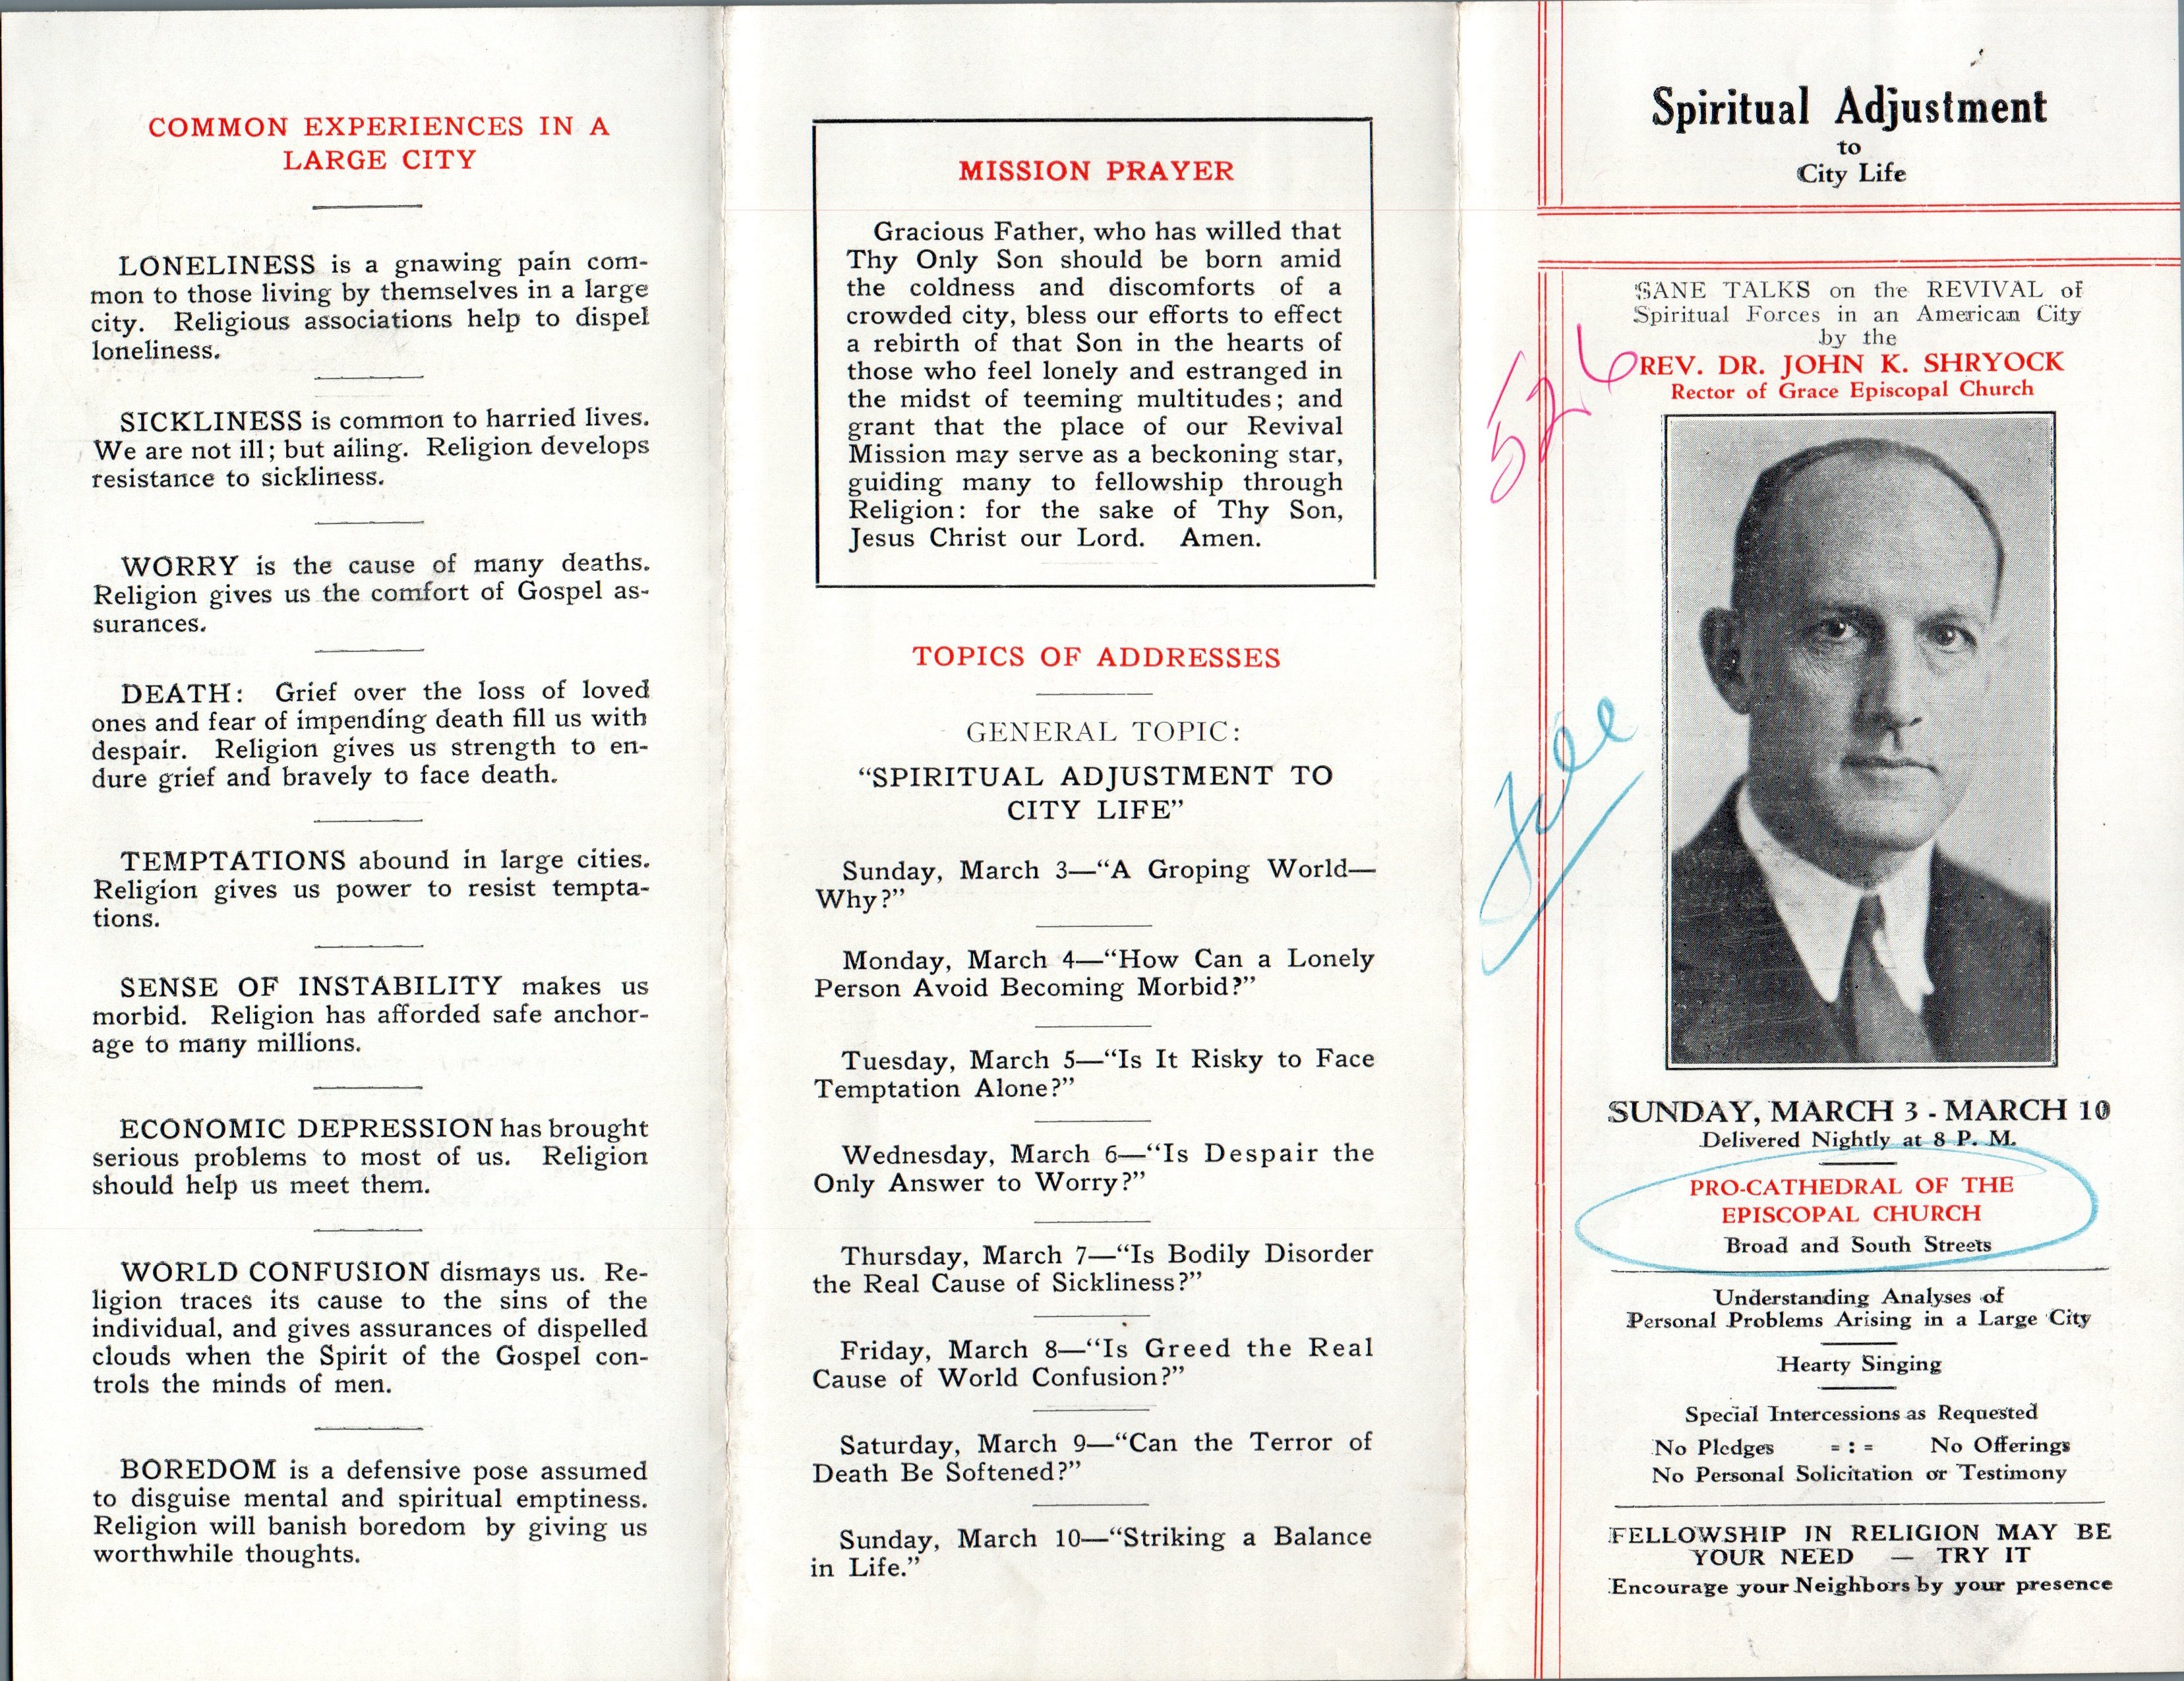 COMMON EXPERIENCES IN A
LARGE CITY
LONELINESS is a gnawing pain com-
mon to those living by themselves in a large
city. Religious associations help to dispel
loneliness.
SICKLINESS is common to harried lives.
We are not ill; but ailing. Religion develops
resistance to sickliness.
WORRY is the cause of many deaths.
Religion gives us the comfort of Gospel as-
surances.
DEATH: Grief over the loss of loved
ones and fear of impending death fill us with
despair. Religion gives us strength to en-
dure grief and bravely to face death.
TEMPTATIONS abound in large cities.
Religion gives us power to resist tempta-
tions.
SENSE OF INSTABILITY makes us
morbid. Religion has afforded safe anchor-
age to many millions.
ECONOMIC DEPRESSION has brought
serious problems to most of us. Religion
should help us meet them.
WORLD CONFUSION dismays us. Re-
ligion traces its cause to the sins of the
individual, and gives assurances of dispelled
clouds when the Spirit of the Gospel con-
trols the minds of men.
BOREDOM is a defensive pose assumed
to disguise mental and spiritual emptiness.
Religion will banish boredom by giving us
worthwhile thoughts.
MISSION PRAYER
Gracious Father, who has willed that
Thy Only Son should be born amid
the coldness and discomforts of a
crowded city, bless our efforts to effect
a rebirth of that Son in the hearts of
those who feel lonely and estranged in
the midst of teeming multitudes; and
grant that the place of our Revival
Mission may serve as a beckoning star,
guiding many to fellowship through
Religion: for the sake of Thy Son,
Jesus Christ our Lord. Amen.
TOPICS OF ADDRESSES
GENERAL TOPIC:
“SPIRITUAL ADJUSTMENT TO
CITY LIFE”
Sunday, March 3—“A Groping World—
Why?”
Monday, March 4—“How Can a Lonely
Person Avoid Becoming Morbid?”
Tuesday, March 5—“Is It Risky to Face
Temptation Alone?”
Wednesday, March 6—“Is Despair the
Only Answer to Worry?”
Thursday, March 7—“Is Bodily Disorder
the Real Cause of Sickliness?”
Friday, March 8—“Is Greed the Real
Cause of World Confusion?”
Saturday, March 9—“Can the Terror of
Death Be Softened?”
Sunday, March 10—“Striking a Balance
in Life.”
Spiritual Adjustment
to
City Life
SANE TALKS on the REVIVAL of
Spiritual Forces in an American City
by the
REV. DR. JOHN K. SHRYOCK
Rector of Grace Episcopal Church
526
SUNDAY, MARCH 3 - MARCH 10
Delivered Nightly at 8 P. M.
PRO-CATHEDRAL OF THE
EPISCOPAL CHURCH
Broad and South Streets
Understanding Analyses of
Personal Problems Arising in a Large City
Hearty Singing
Special Intercessions as Requested
No Pledges =:= No Offerings
No Personal Solicitation or Testimony
FELLOWSHIP IN RELIGION MAY BE
YOUR NEED — TRY IT
Encourage your Neighbors by your presence